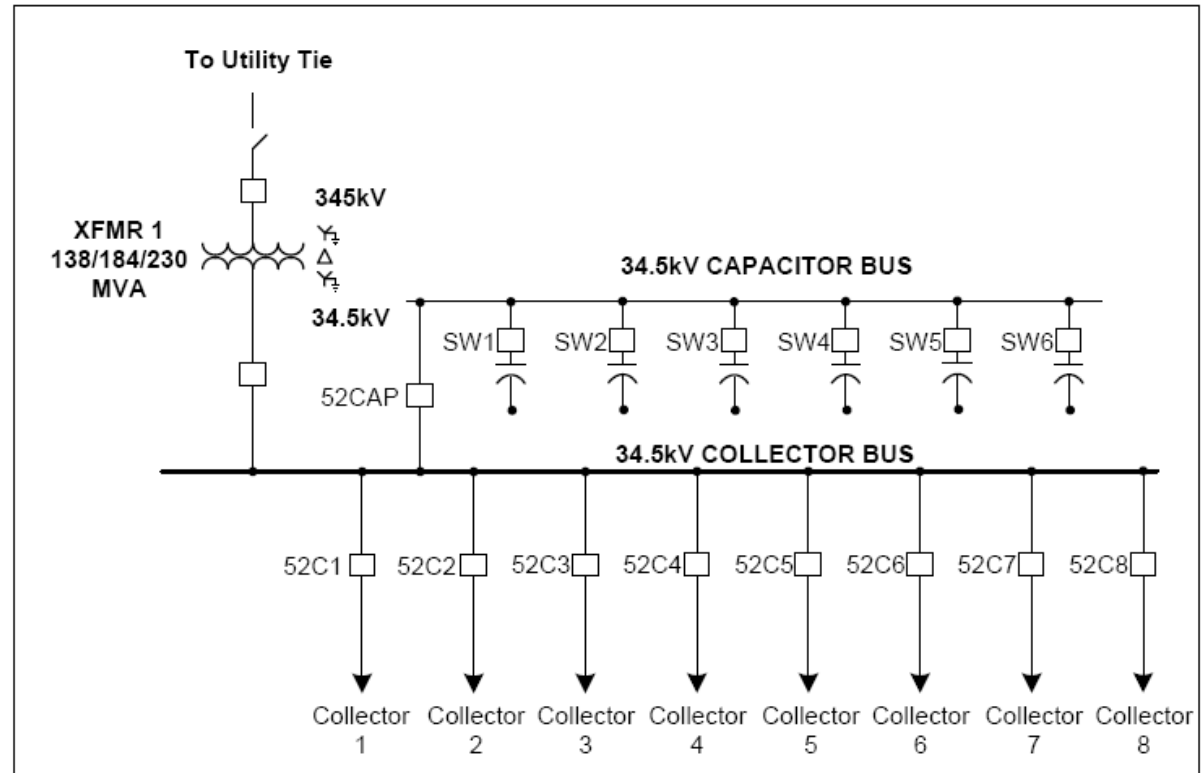 To Utility Tie
345kV
XFMR 1
138/184/230
MVA
34.5kV
34.5kV CAPACITOR BUS
SW1 SW2 SW3 SW4 SW5 SW6
52CAP
34.5kV COLLECTOR BUS
52C1 52C2 52C3 52C4 52C5 52C6 52C7 52C8
Collector Collector Collector Collector Collector Collector Collector Collector
1 2 3 4 5 6 7 8